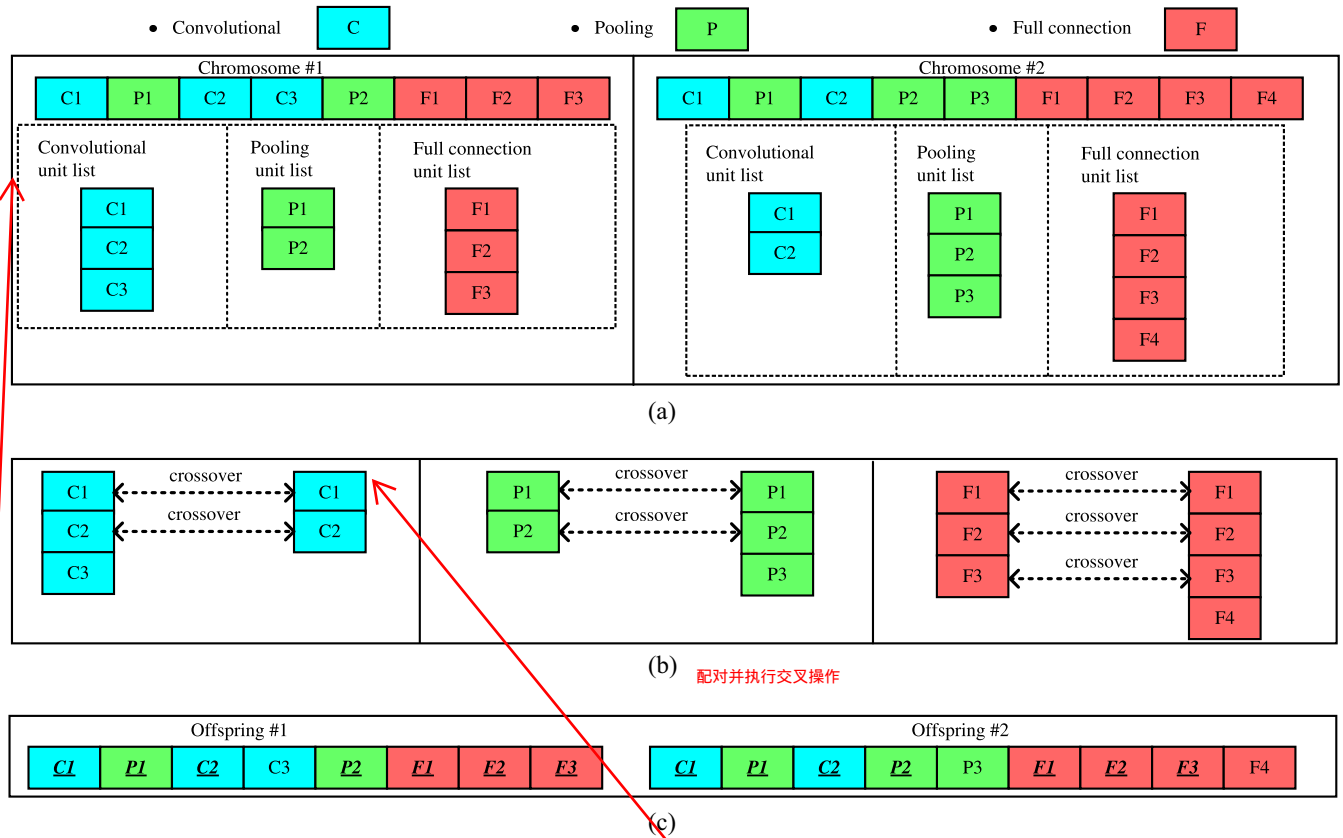 • Convolutional C • Pooling P • Full connection F
Chromosome #1 Chromosome #2
C1 P1 C2 C3 P2 F1 F2 F3 C1 P1 C2 P2 P3 F1 F2 F3 F4
Convolutional
unit list
Pooling
unit list
Full connection
unit list
C1
C2
C3
P1
P2
F1
F2
F3
Convolutional
unit list
Pooling
unit list
Full connection
unit list
C1
C2
P1
P2
P3
F1
F2
F3
F4
(a)
C1 crossover C1
C2 crossover C2
C3
P1 crossover P1
P2 crossover P2
P3
F1 crossover F1
F2 crossover F2
F3 crossover F3
F4
(b)
配对并执行交叉操作
Offspring #1 Offspring #2
C1 P1 C2 C3 P2 F1 F2 F3 C1 P1 C2 P2 P3 F1 F2 F3 F4
(c)